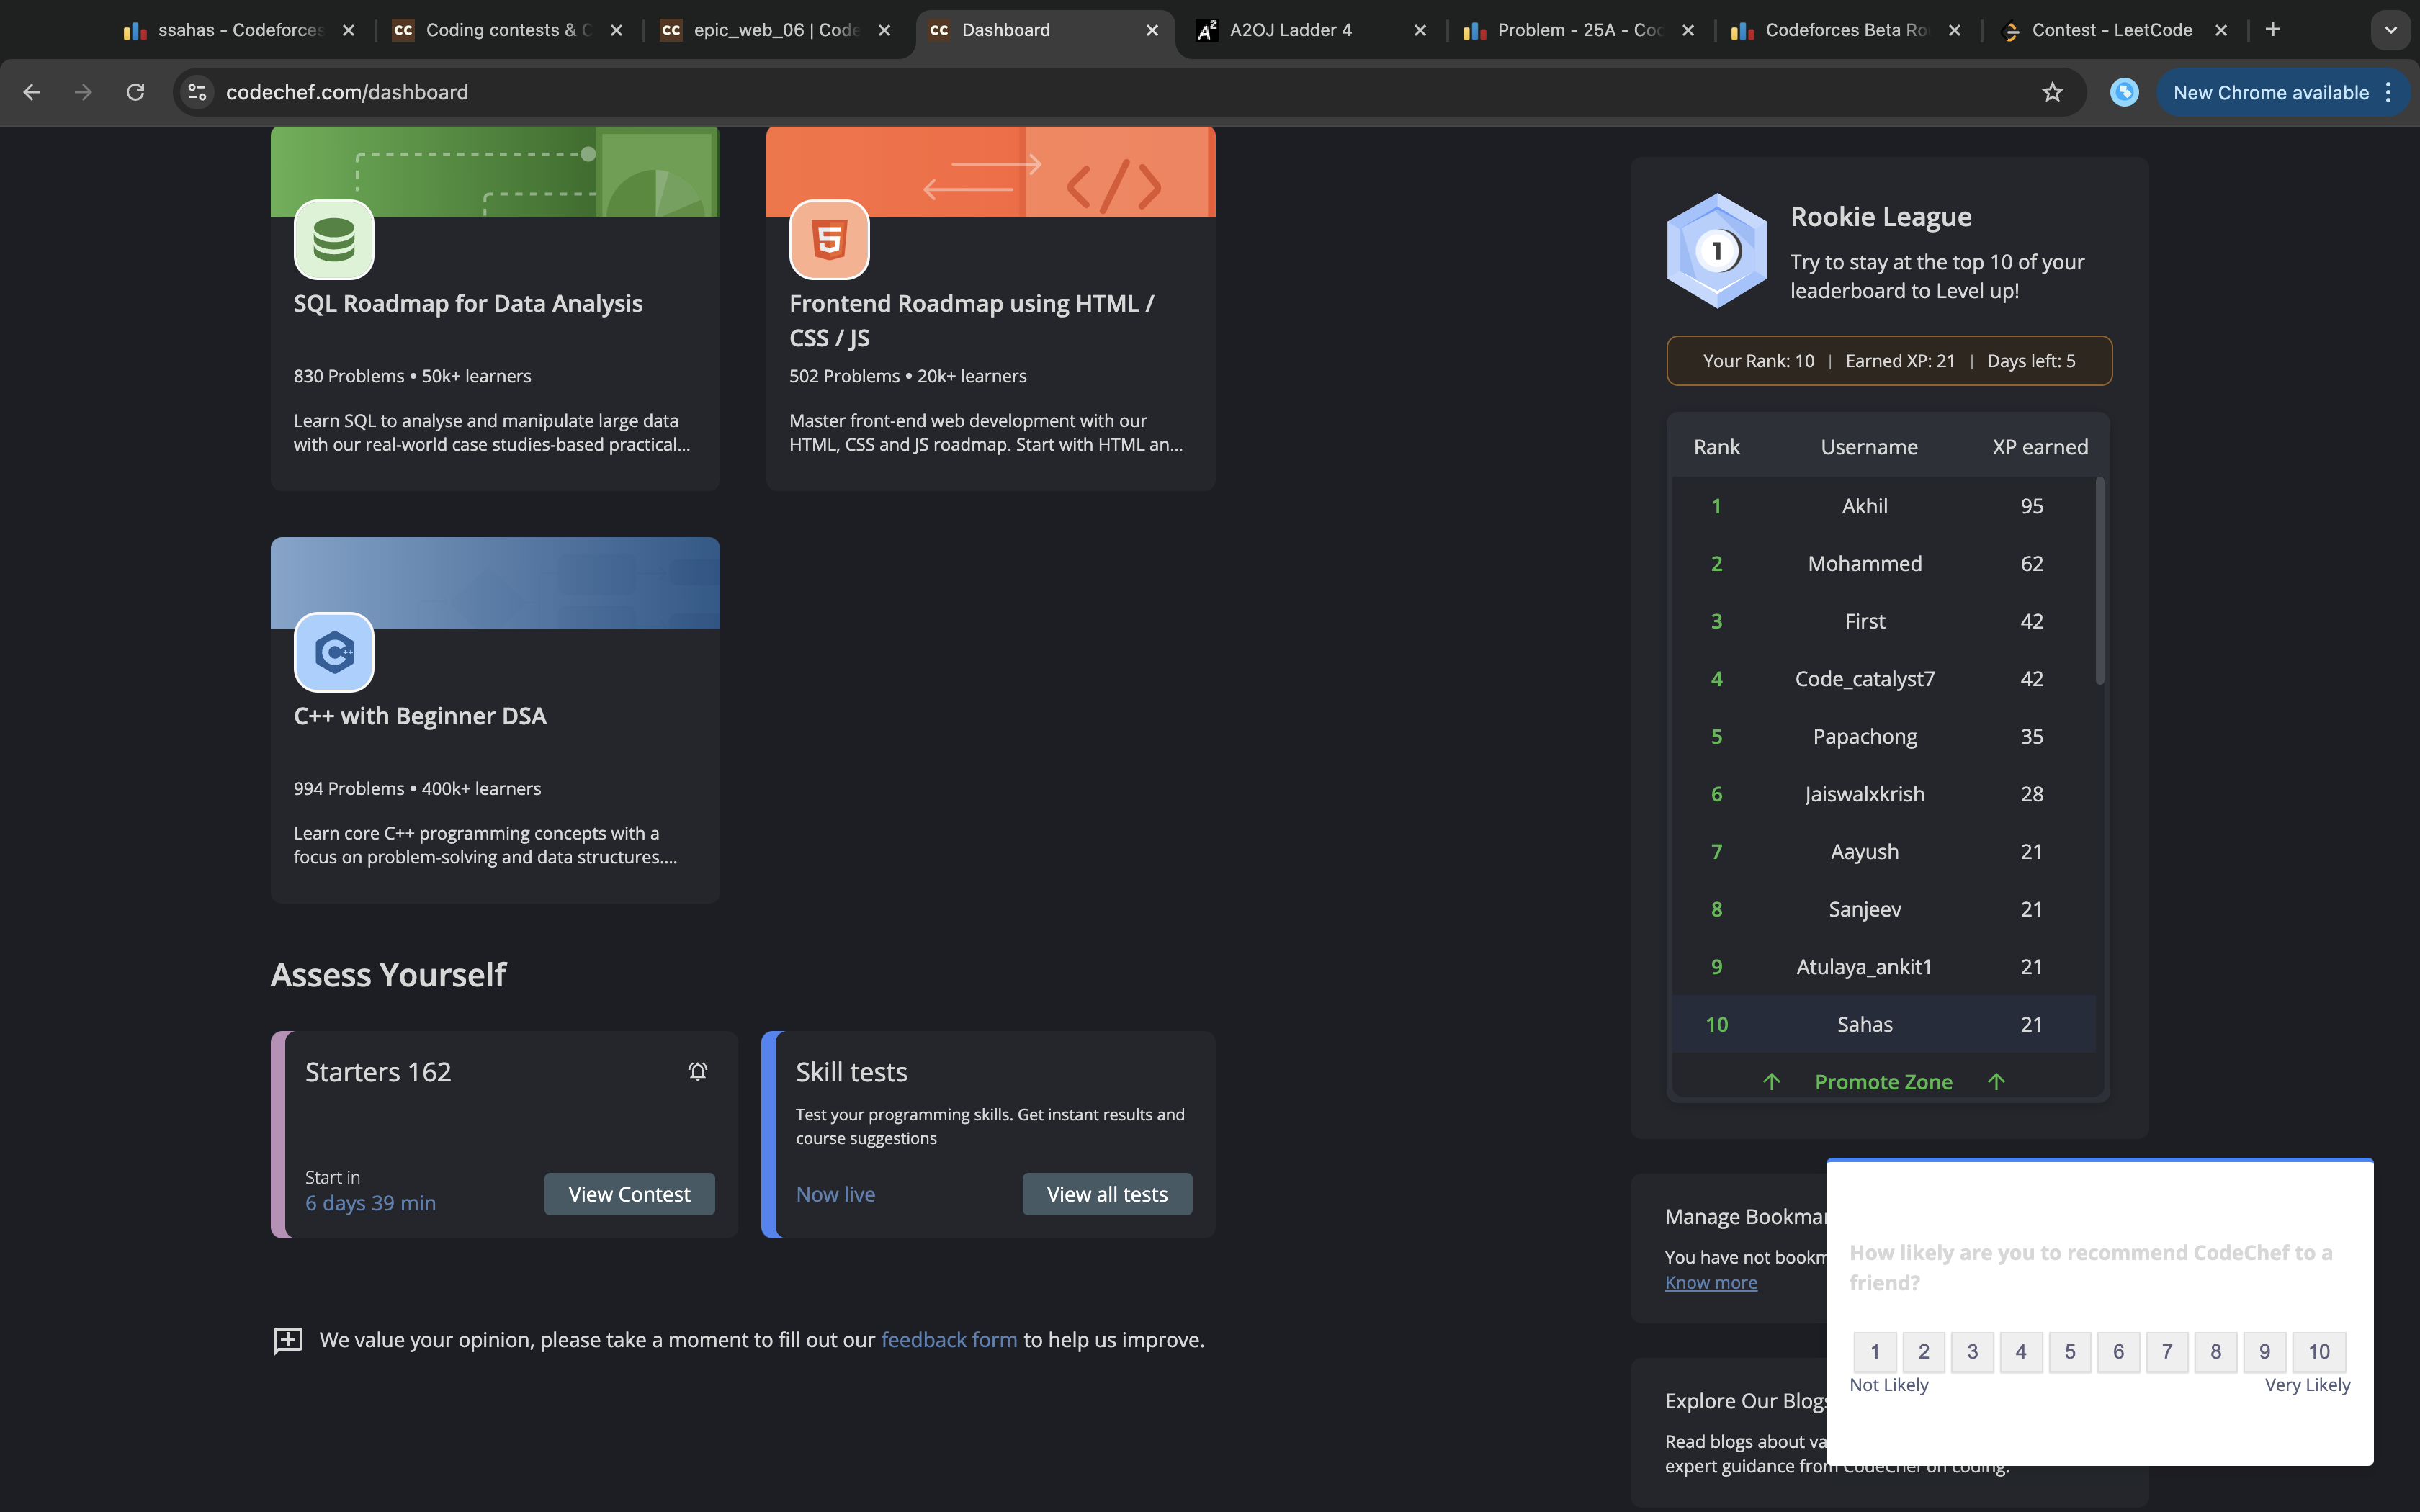 ssahas - Codeforces
Coding contests & C
epic_web_06 | Code
Dashboard
A2OJ Ladder 4
Problem - 25A - Coc
Codeforces Beta Ro
Contest - LeetCode
codechef.com/dashboard
New Chrome available
SQL Roadmap for Data Analysis
830 Problems • 50k+ learners
Learn SQL to analyse and manipulate large data
with our real-world case studies-based practical...
Frontend Roadmap using HTML /
CSS / JS
502 Problems • 20k+ learners
Master front-end web development with our
HTML, CSS and JS roadmap. Start with HTML an...
C++ with Beginner DSA
994 Problems • 400k+ learners
Learn core C++ programming concepts with a
focus on problem-solving and data structures....
Assess Yourself
Starters 162
Start in
6 days 39 min
View Contest
Skill tests
Test your programming skills. Get instant results and
course suggestions
Now live
View all tests
We value your opinion, please take a moment to fill out our feedback form to help us improve.
1
Rookie League
Try to stay at the top 10 of your
leaderboard to Level up!
Your Rank: 10 | Earned XP: 21 | Days left: 5
Rank Username XP earned
1 Akhil 95
2 Mohammed 62
3 First 42
4 Code_catalyst7 42
5 Papachong 35
6 Jaiswalxkrish 28
7 Aayush 21
8 Sanjeev 21
9 Atulaya_ankit1 21
10 Sahas 21
↑ Promote Zone ↑
Manage Bookmar
You have not bookm
Know more
Explore Our Blogs
Read blogs about va
expert guidance from CodeChef on coding.
How likely are you to recommend CodeChef to a
friend?
1 2 3 4 5 6 7 8 9 10
Not Likely Very Likely